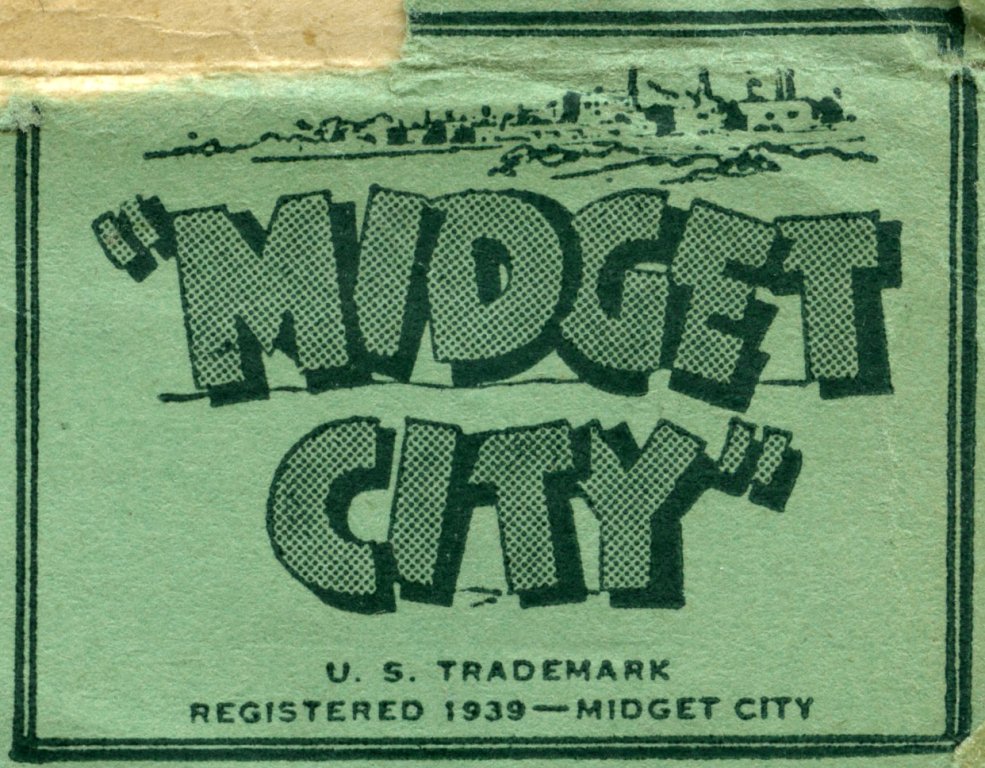 "MIDGET
CITY"
U. S. TRADEMARK
REGISTERED 1939—MIDGET CITY